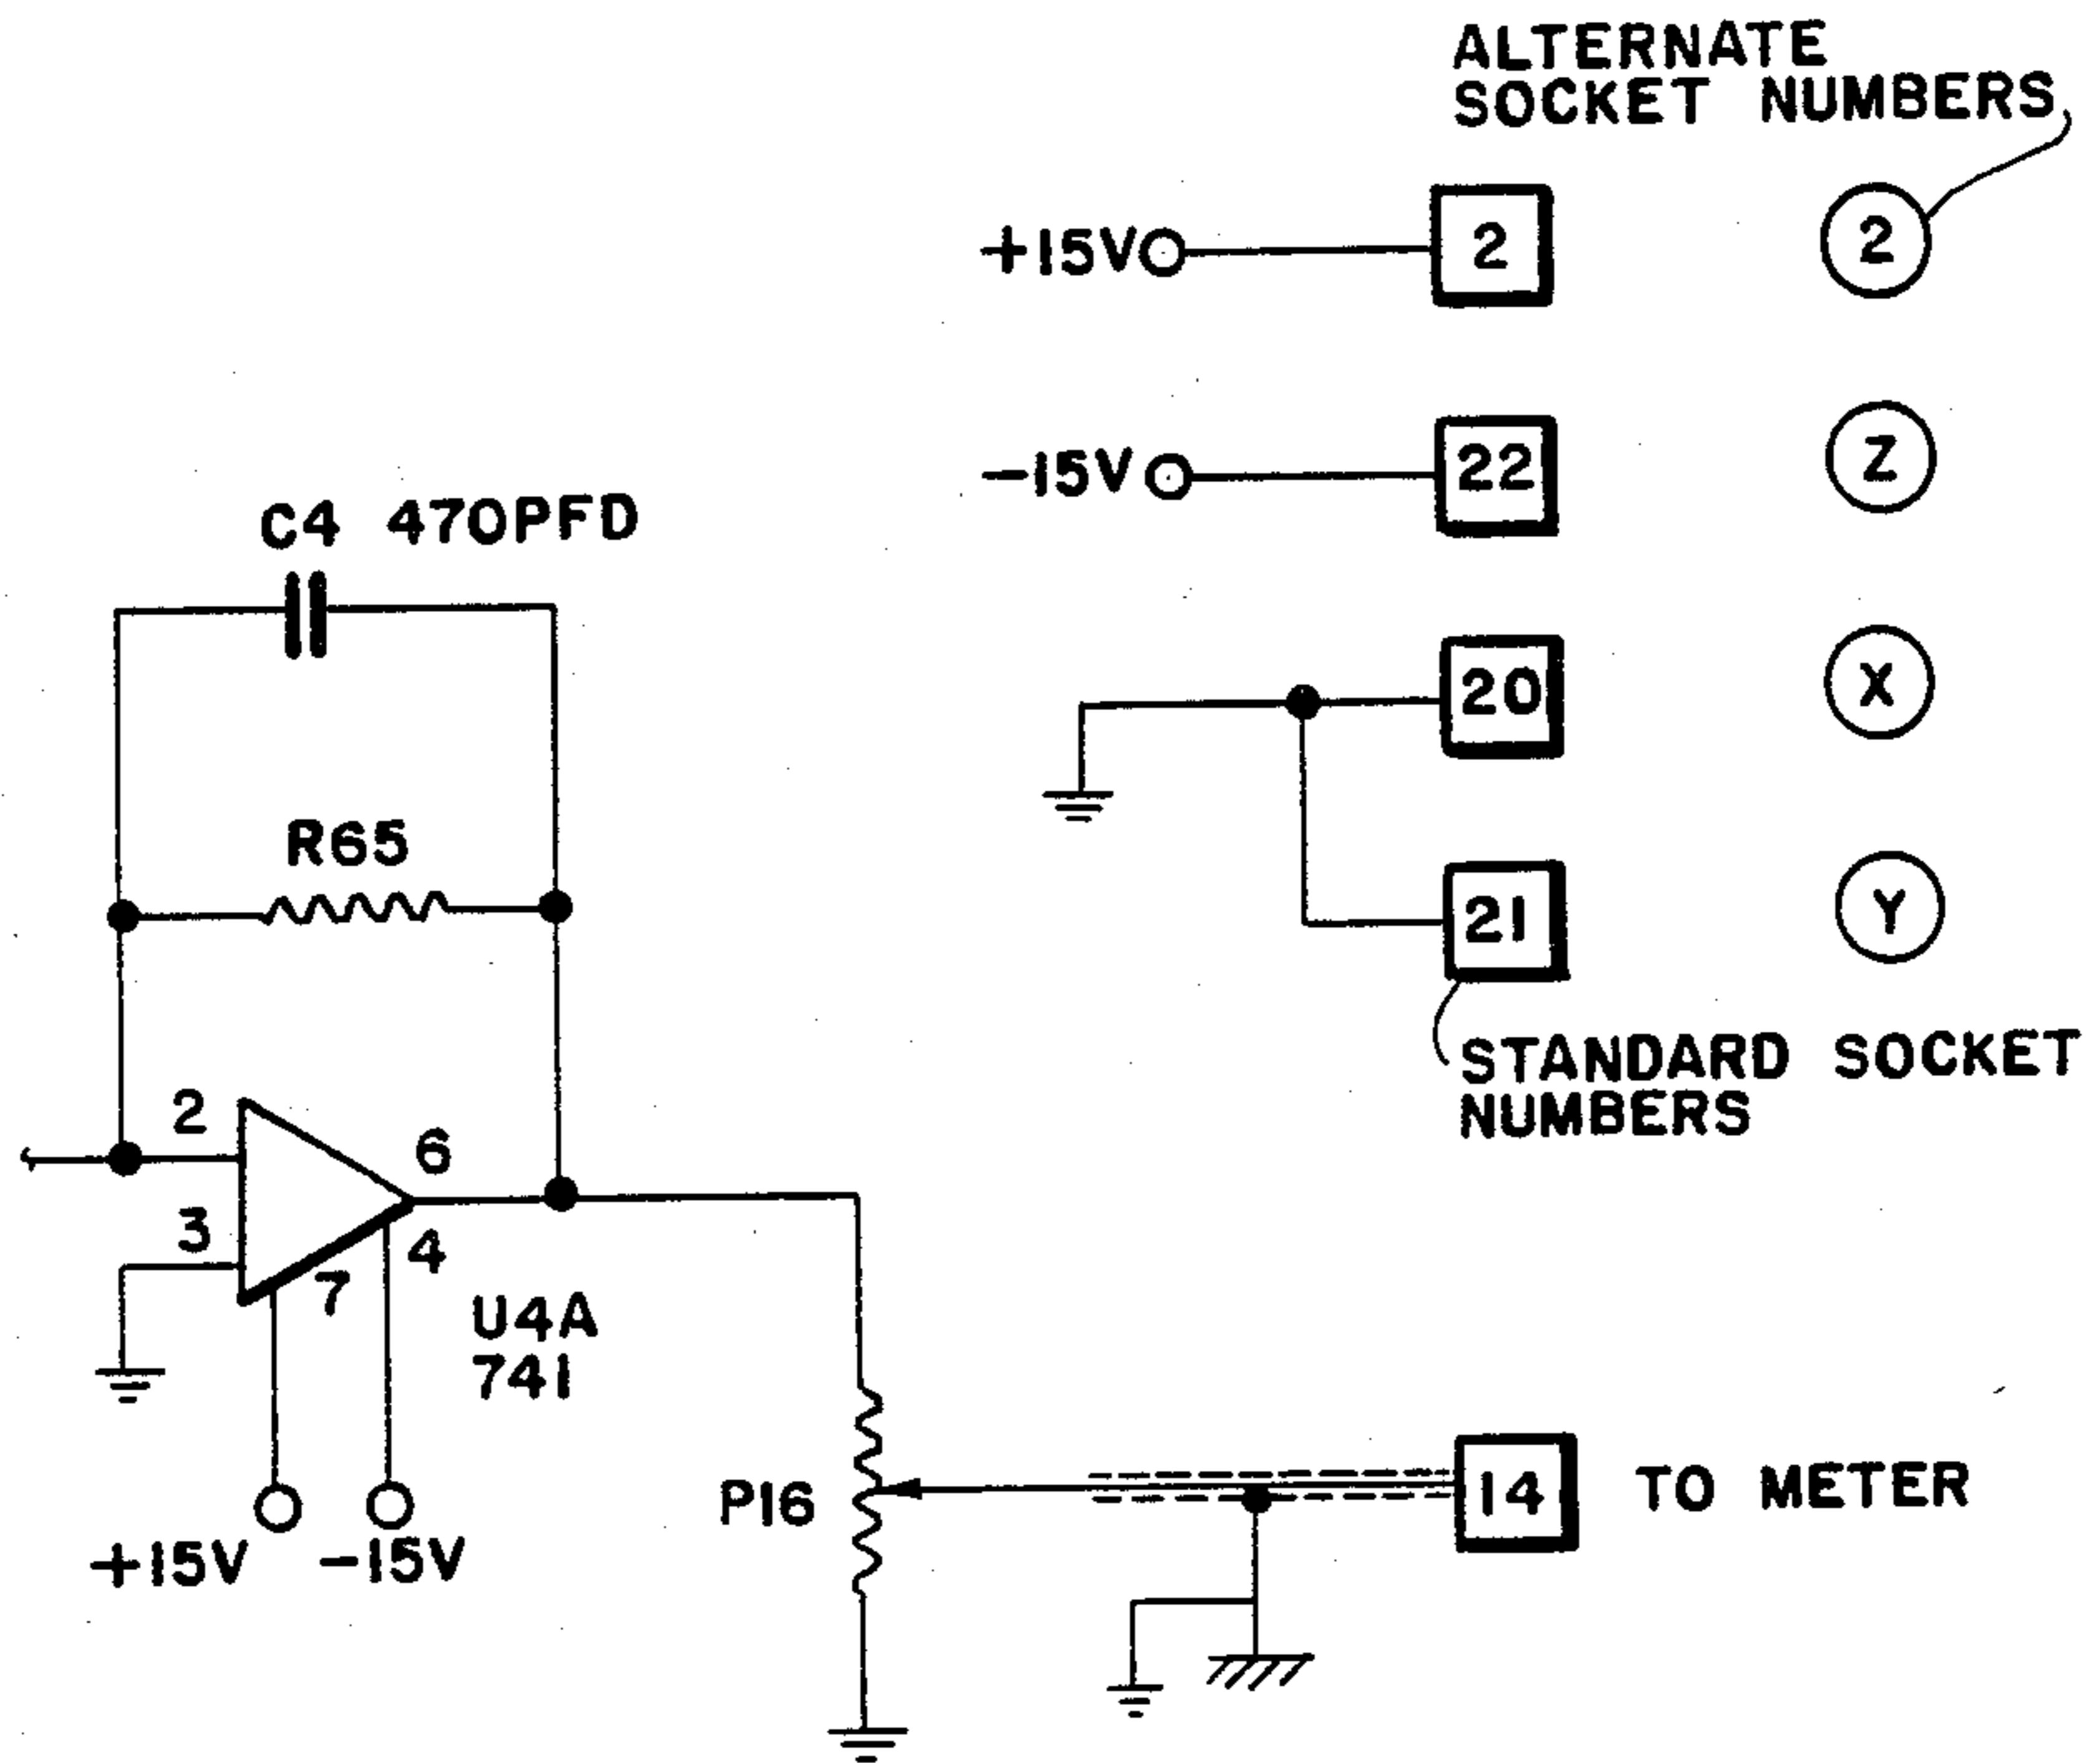 ALTERNATE
SOCKET NUMBERS
+15V 2 2
-15V 22 Z
C4 470PFD
20 X
R65
21 Y
STANDARD SOCKET
NUMBERS
2
6
3
4
7
U4A
741
P16
14 TO METER
+15V -15V